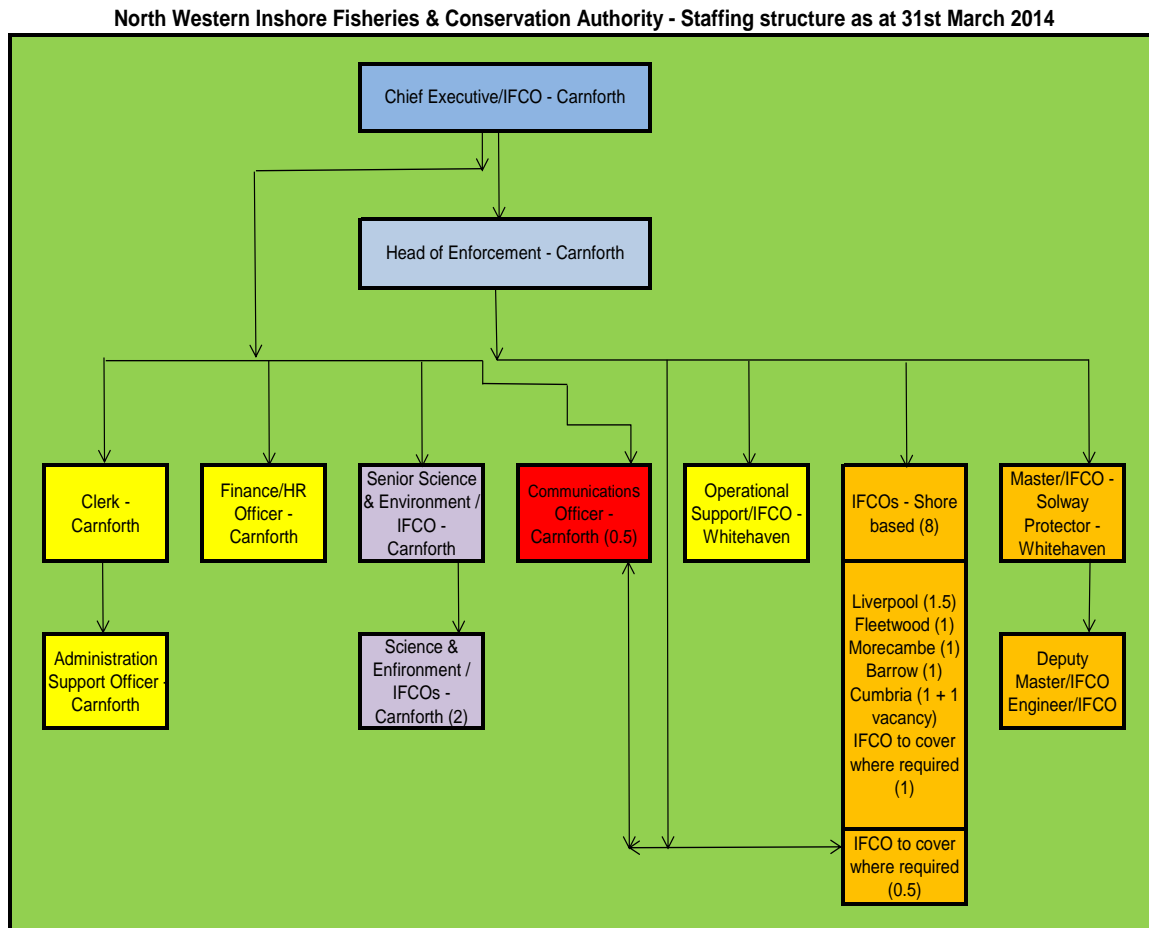 North Western Inshore Fisheries & Conservation Authority - Staffing structure as at 31st March 2014
Chief Executive/IFCO - Carnforth
Head of Enforcement - Carnforth
Clerk -
Carnforth
Finance/HR
Officer -
Carnforth
Senior Science
& Environment /
IFCO -
Carnforth
Communications
Officer -
Carnforth (0.5)
Operational
Support/IFCO -
Whitehaven
IFCOs - Shore
based (8)
Master/IFCO -
Solway
Protector -
Whitehaven
Administration
Support Officer -
Carnforth
Science &
Enfironment /
IFCOs -
Carnforth (2)
Liverpool (1.5)
Fleetwood (1)
Morecambe (1)
Barrow (1)
Cumbria (1 + 1
vacancy)
IFCO to cover
where required
(1)
Deputy
Master/IFCO
Engineer/IFCO
IFCO to cover
where required
(0.5)